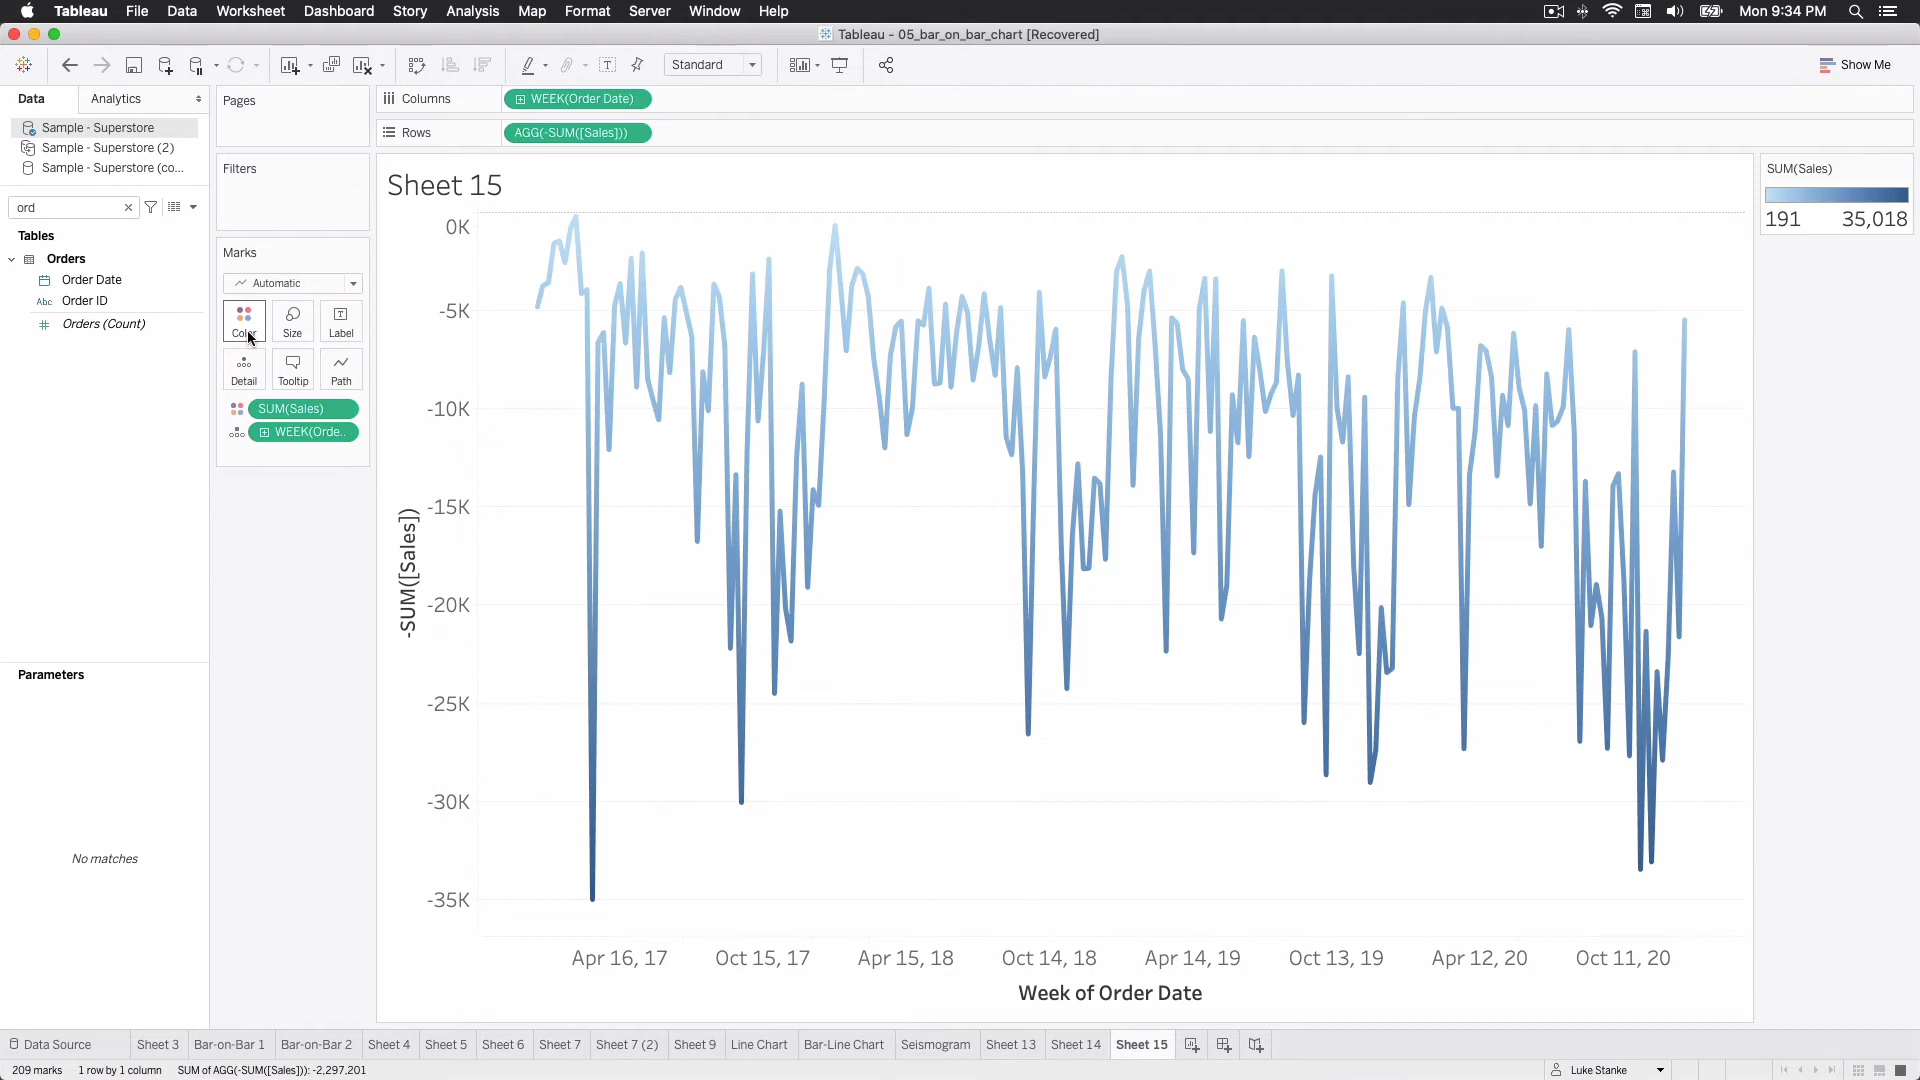 Tableau File Data Worksheet Dashboard Story Analysis Map Format Server Window Help Mon 9:34 PM
Tableau - 05_bar_on_bar_chart [Recovered]
Standard Show Me
Data Analytics
Sample - Superstore
Sample - Superstore (2)
Sample - Superstore (co...
ord
Tables
Orders
Order Date
Abc Order ID
Orders (Count)
Parameters
No matches
Pages
Filters
Marks
Automatic
Color Size Label
Detail Tooltip Path
SUM(Sales)
WEEK(Orde..
Columns WEEK(Order Date)
Rows AGG(-SUM([Sales]))
Sheet 15
0K
-5K
-10K
-15K
-20K
-25K
-30K
-35K
-SUM([Sales])
Apr 16, 17 Oct 15, 17 Apr 15, 18 Oct 14, 18 Apr 14, 19 Oct 13, 19 Apr 12, 20 Oct 11, 20
Week of Order Date
SUM(Sales)
191 35,018
Data Source Sheet 3 Bar-on-Bar 1 Bar-on-Bar 2 Sheet 4 Sheet 5 Sheet 6 Sheet 7 Sheet 7 (2) Sheet 9 Line Chart Bar-Line Chart Seismogram Sheet 13 Sheet 14 Sheet 15
209 marks 1 row by 1 column SUM of AGG(-SUM([Sales])): -2,297,201 Luke Stanke